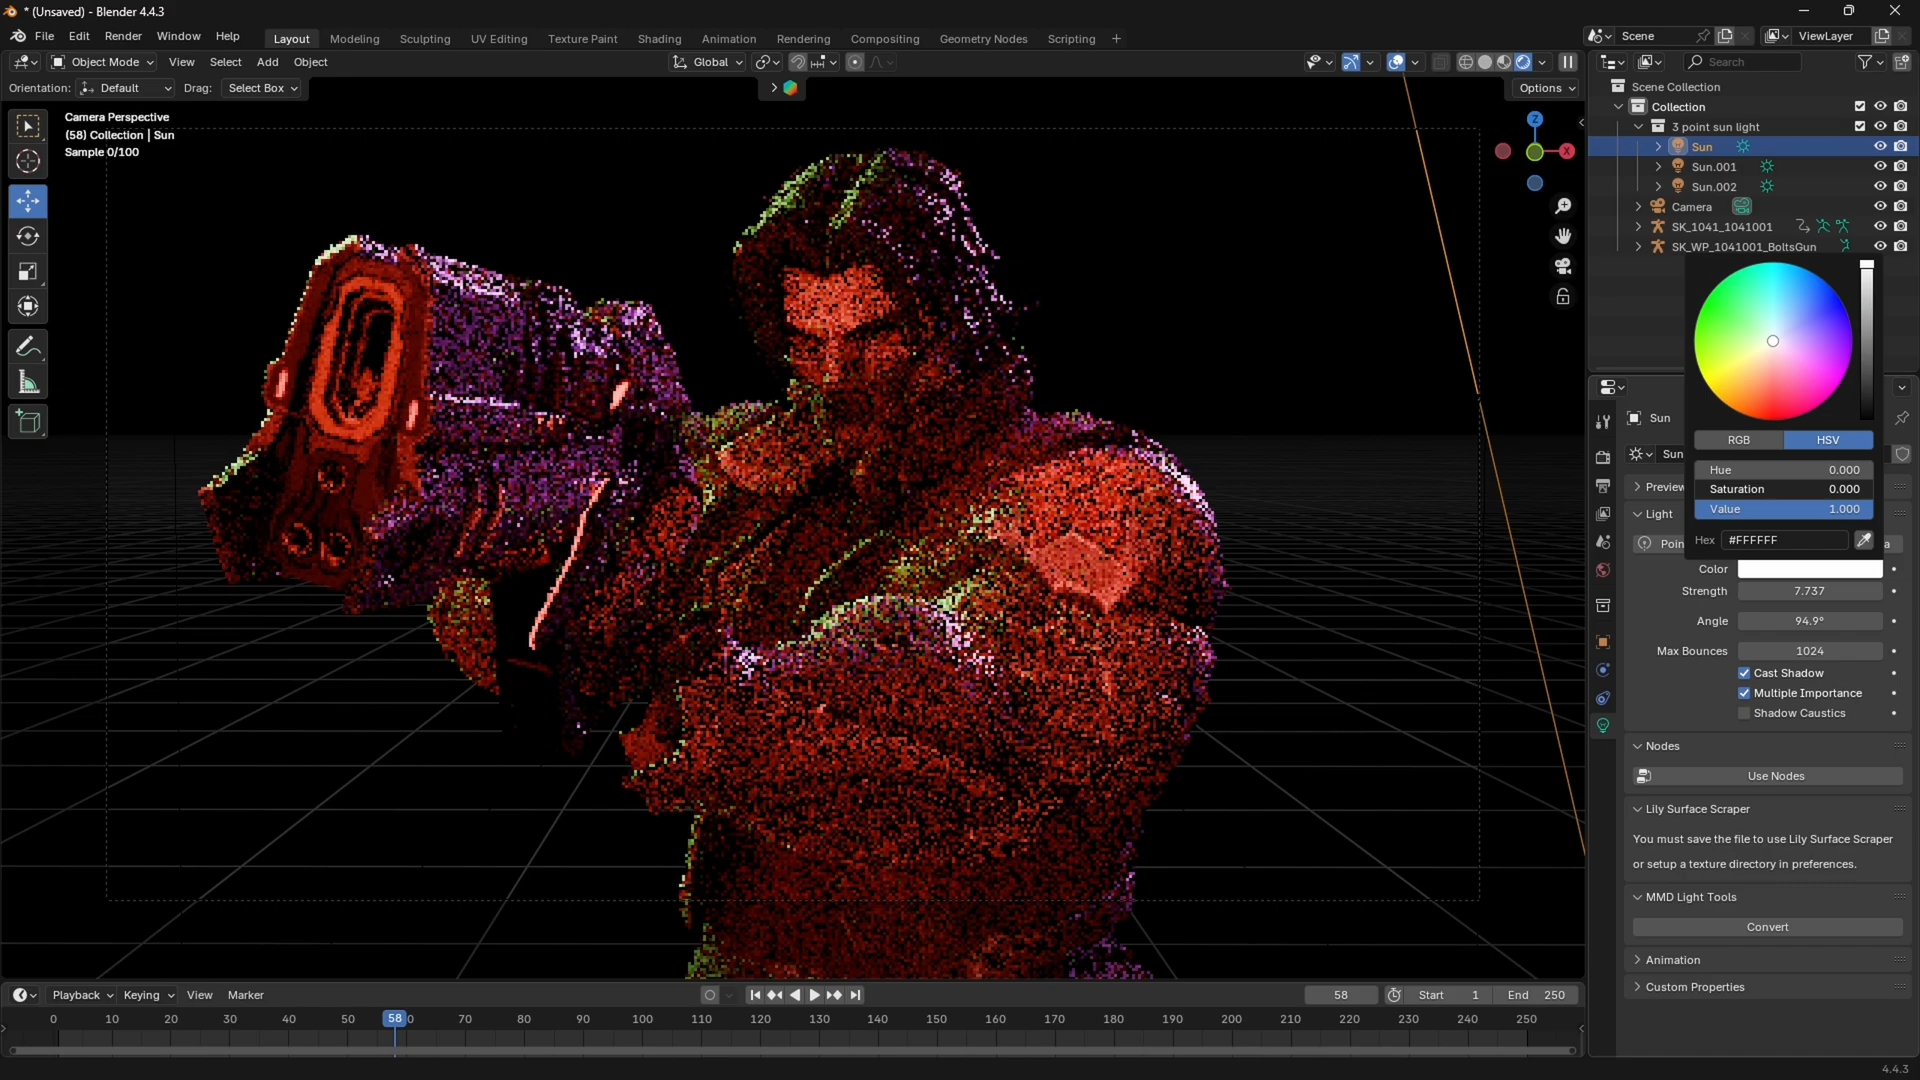 * (Unsaved) - Blender 4.4.3
File Edit Render Window Help
Layout Modeling Sculpting UV Editing Texture Paint Shading Animation Rendering Compositing Geometry Nodes Scripting +
Scene
ViewLayer
Object Mode View Select Add Object
Global
Search
Orientation: Default Drag: Select Box
Options
Camera Perspective
(58) Collection | Sun
Sample 0/100
Z
X
Scene Collection
Collection
3 point sun light
Sun
Sun.001
Sun.002
Camera
SK_1041_1041001
SK_WP_1041001_BoltsGun
RGB HSV
Hue 0.000
Saturation 0.000
Value 1.000
Hex #FFFFFF
Sun
Sun
Preview
Light
Poin
a
Color
Strength 7.737
Angle 94.9°
Max Bounces 1024
Cast Shadow
Multiple Importance
Shadow Caustics
Nodes
Use Nodes
Lily Surface Scraper
You must save the file to use Lily Surface Scraper
or setup a texture directory in preferences.
MMD Light Tools
Convert
Animation
Custom Properties
Playback Keying View Marker
58 Start 1 End 250
0 10 20 30 40 50 58 0 70 80 90 100 110 120 130 140 150 160 170 180 190 200 210 220 230 240 250
4.4.3